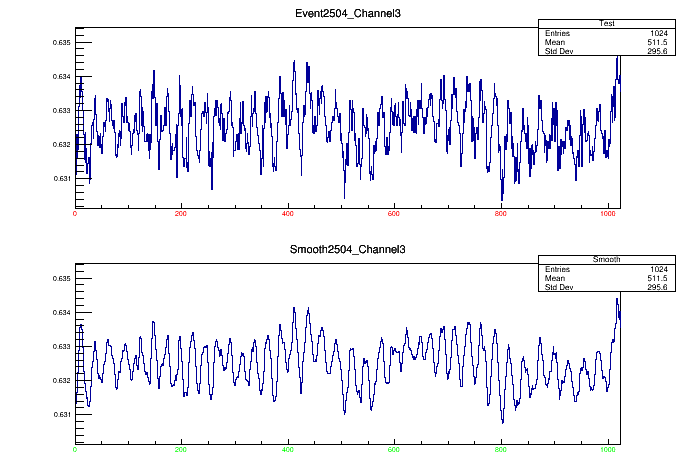 Event2504_Channel3
Test
Entries 1024
Mean 511.5
Std Dev 295.6
0.635
0.634
0.633
0.632
0.631
0 200 400 600 800 1000
Smooth2504_Channel3
Smooth
Entries 1024
Mean 511.5
Std Dev 295.6
0.635
0.634
0.633
0.632
0.631
0 200 400 600 800 1000